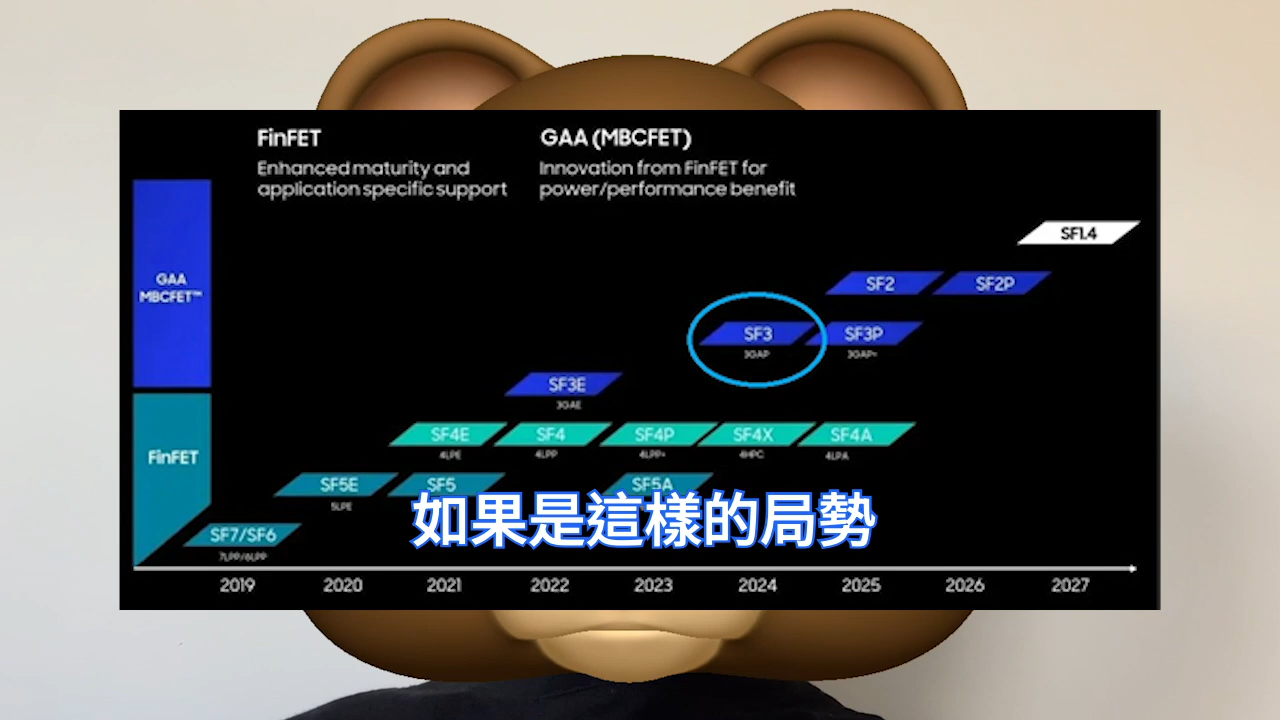 FinFET
Enhanced maturity and
application specific support
GAA (MBCFET)
Innovation from FinFET for
power/performance benefit
GAA
MBCFET™
FinFET
SF1.4
SF2
SF2P
SF3
3GAP
SF3P
3GAP+
SF3E
3GAE
SF4E
4LPE
SF4
4LPP
SF4P
4LPP+
SF4X
4HPC
SF4A
4LPA
SF5E
5LPE
SF5
SF5A
SF7/SF6
7LPP/6LPP
如果是這樣的局勢
2019
2020
2021
2022
2023
2024
2025
2026
2027